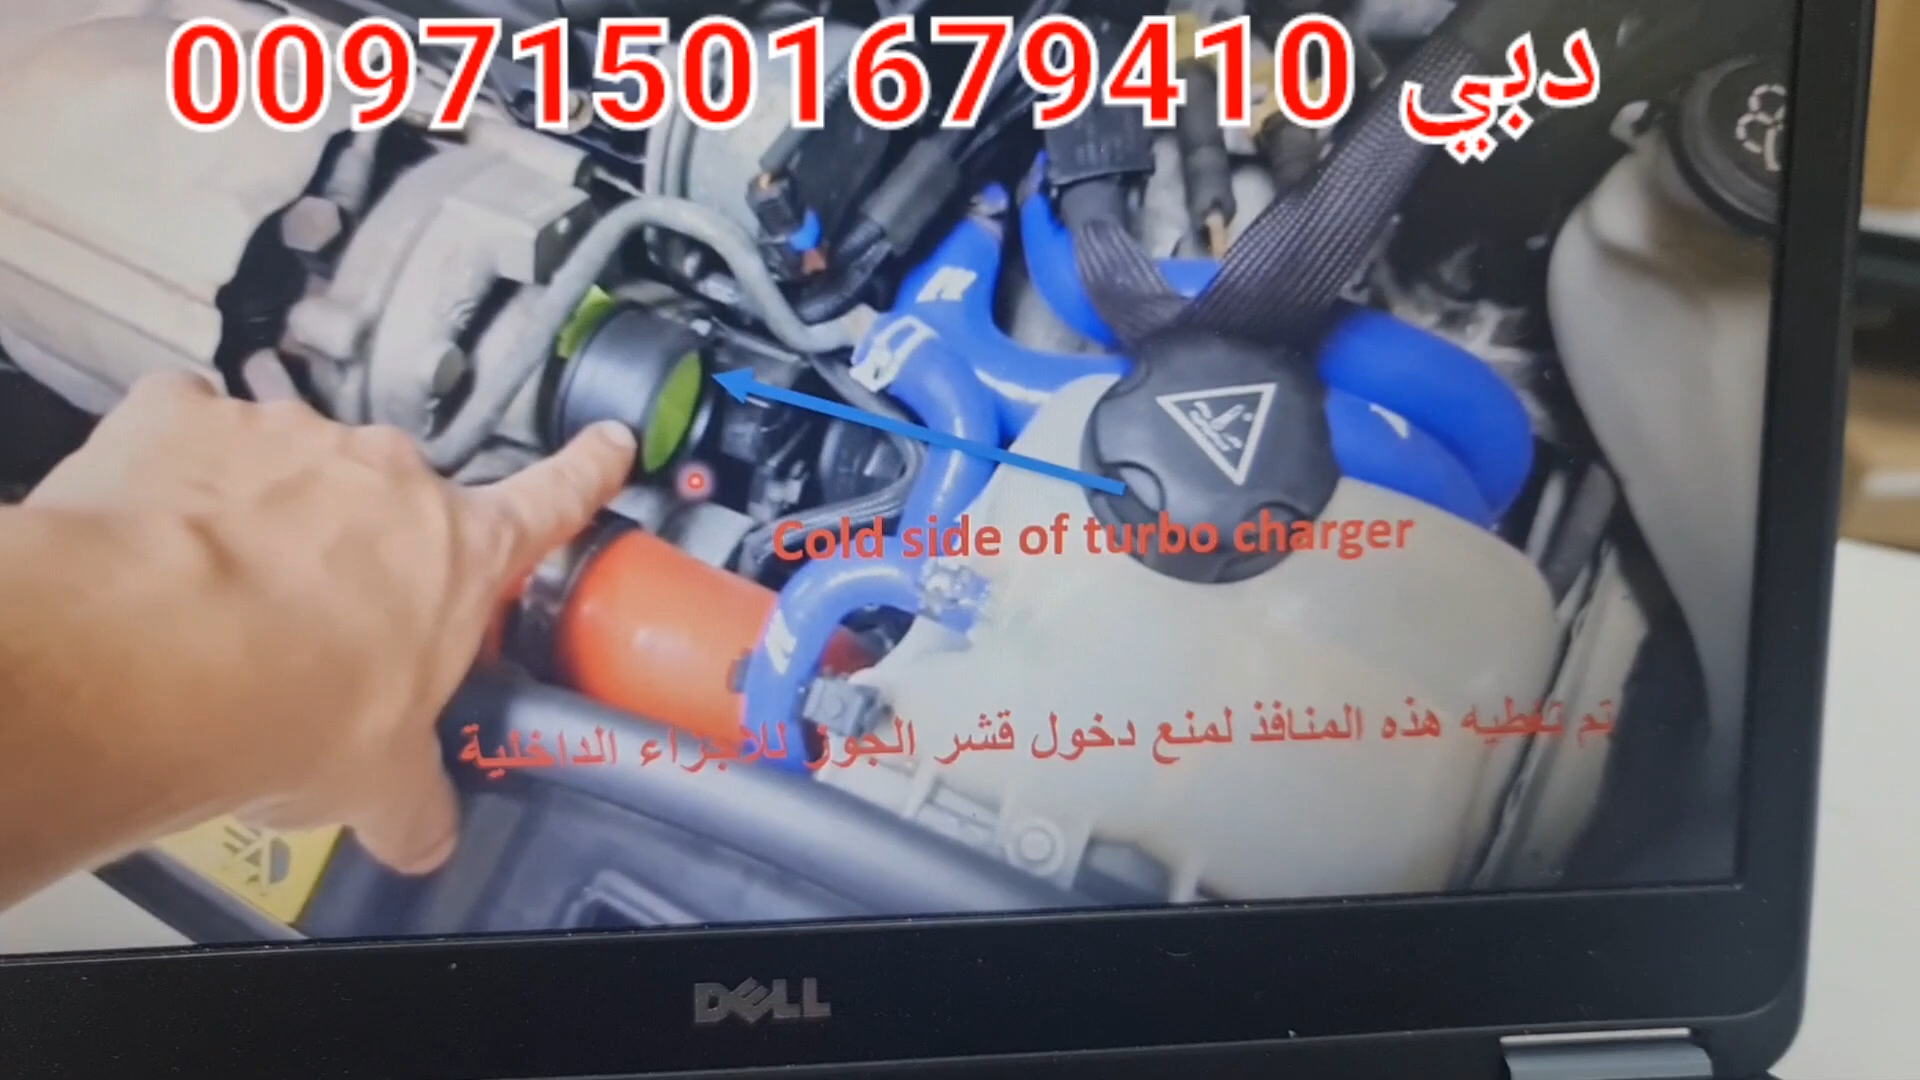 دبي 00971501679410
Cold side of turbo charger
تم تغطيه هذه المنافذ لمنع دخول قشر الجوز للاجزاء الداخلية
DELL